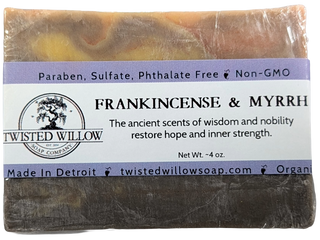 Paraben, Sulfate, Phthalate Free Non-GMO
FRANKINCENSE & MYRRH
The ancient scents of wisdom and nobility
restore hope and inner strength.
TWISTED WILLOW
SOAP COMPANY
Net Wt. ~4 oz.
Made In Detroit twistedwillowsoap.com Organi